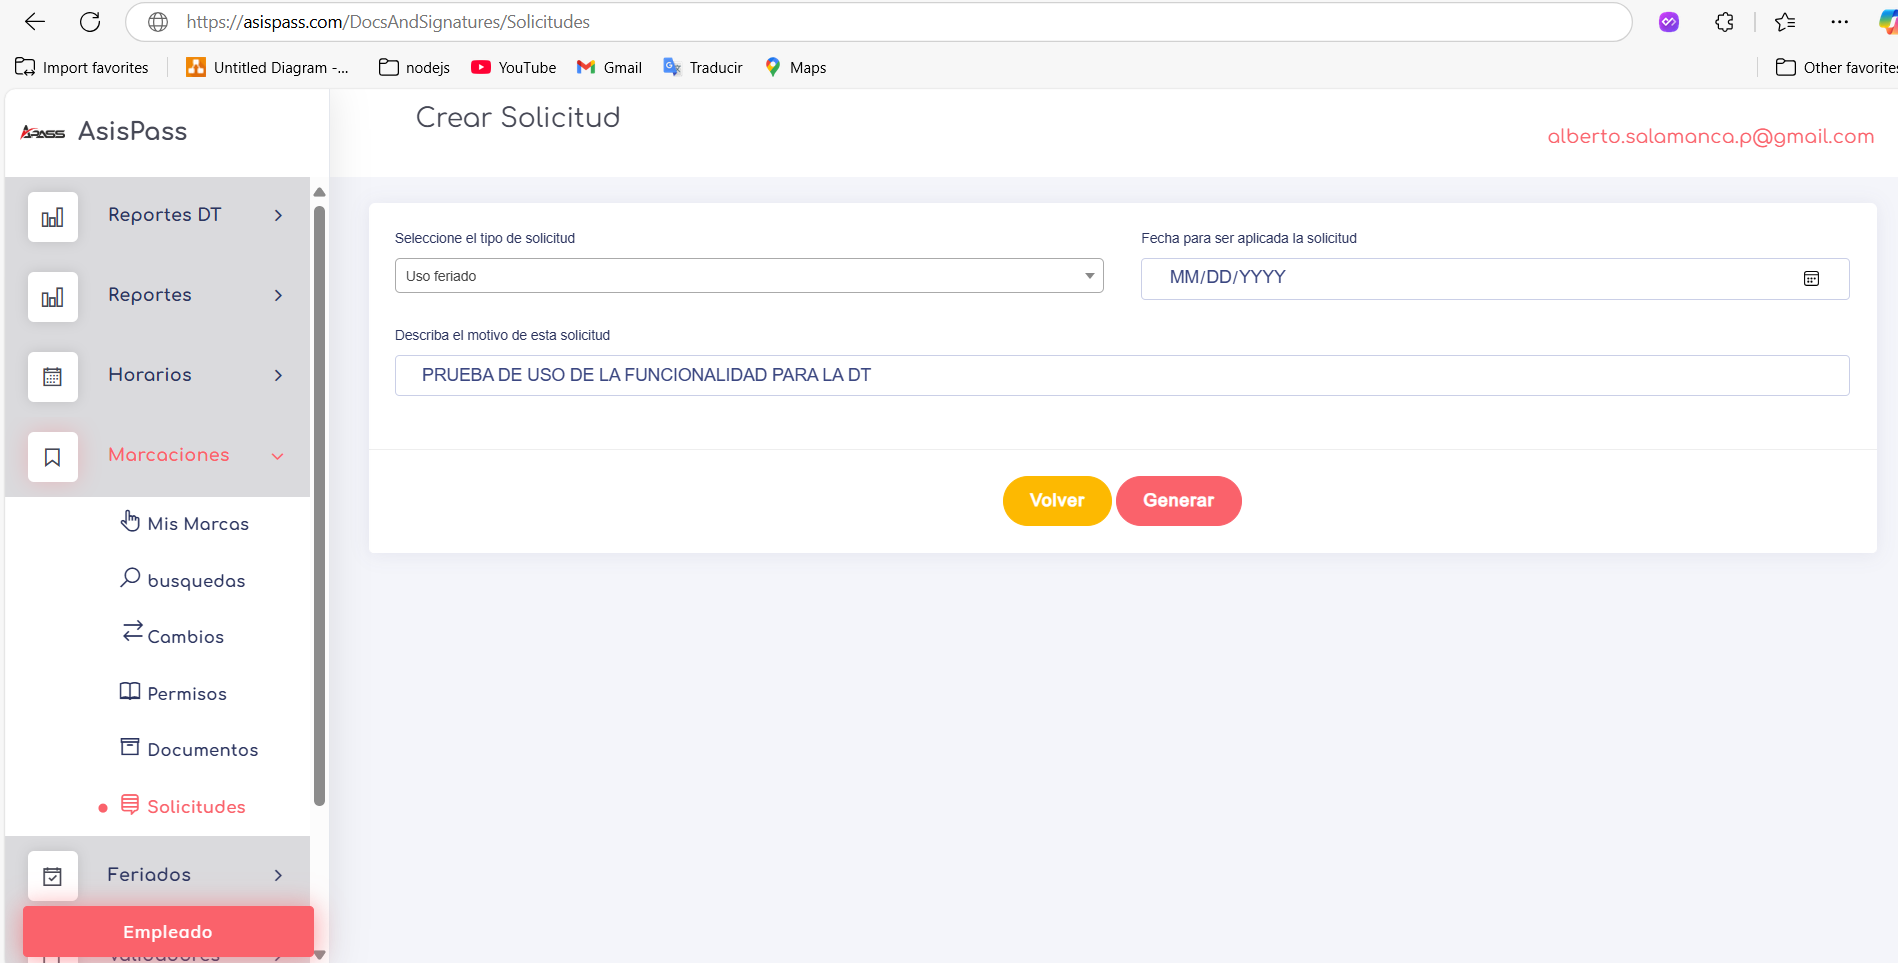 https://asispass.com/DocsAndSignatures/Solicitudes
Import favorites
Untitled Diagram -...
nodejs
YouTube
Gmail
Traducir
Maps
Other favorites
APASS
AsisPass
Crear Solicitud
alberto.salamanca.p@gmail.com
Reportes DT
Reportes
Horarios
Marcaciones
Mis Marcas
busquedas
Cambios
Permisos
Documentos
Solicitudes
Feriados
Empleado
Validadores
Seleccione el tipo de solicitud
Uso feriado
Fecha para ser aplicada la solicitud
MM/DD/YYYY
Describa el motivo de esta solicitud
PRUEBA DE USO DE LA FUNCIONALIDAD PARA LA DT
Volver
Generar